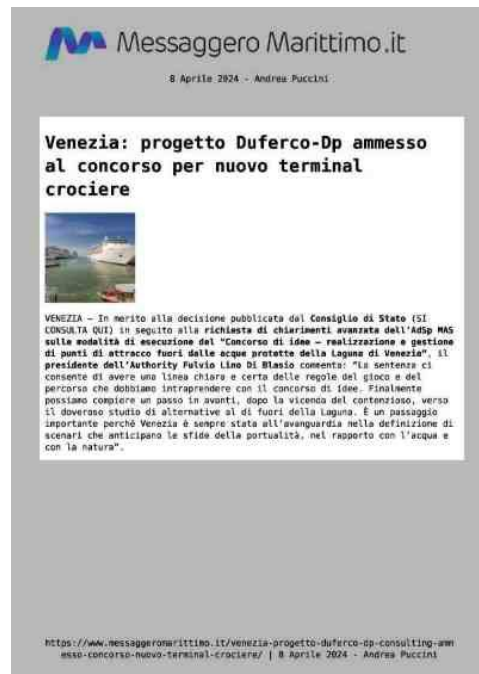 Messaggero Marittimo.it
8 Aprile 2024 - Andrea Puccini
Venezia: progetto Duferco-Dp ammesso
al concorso per nuovo terminal
crociere
VENEZIA – In merito alla decisione pubblicata dal Consiglio di Stato (SI
CONSULTA QUI) in seguito alla richiesta di chiarimenti avanzata dell'AdSp MAS
sulle modalità di esecuzione del "Concorso di idee – realizzazione e gestione
di punti di attracco fuori dalle acque protette della Laguna di Venezia", il
presidente dell'Authority Fulvio Lino Di Blasio commenta: "La sentenza ci
consente di avere una linea chiara e certa delle regole del gioco e del
percorso che dobbiamo intraprendere con il concorso di idee. Finalmente
possiamo compiere un passo in avanti, dopo la vicenda del contenzioso, verso
il doveroso studio di alternative al di fuori della Laguna. È un passaggio
importante perché Venezia è sempre stata all'avanguardia nella definizione di
scenari che anticipano le sfide della portualità, nel rapporto con l'acqua e
con la natura".
https://www.messaggeromarittimo.it/venezia-progetto-duferco-dp-consulting-amm
esso-concorso-nuovo-terminal-crociere/ | 8 Aprile 2024 - Andrea Puccini